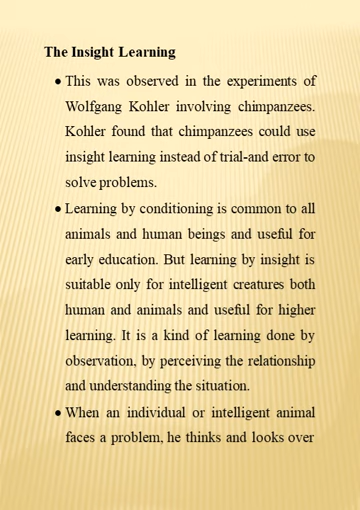 The Insight Learning
• This was observed in the experiments of
Wolfgang Kohler involving chimpanzees.
Kohler found that chimpanzees could use
insight learning instead of trial-and error to
solve problems.
• Learning by conditioning is common to all
animals and human beings and useful for
early education. But learning by insight is
suitable only for intelligent creatures both
human and animals and useful for higher
learning. It is a kind of learning done by
observation, by perceiving the relationship
and understanding the situation.
• When an individual or intelligent animal
faces a problem, he thinks and looks over